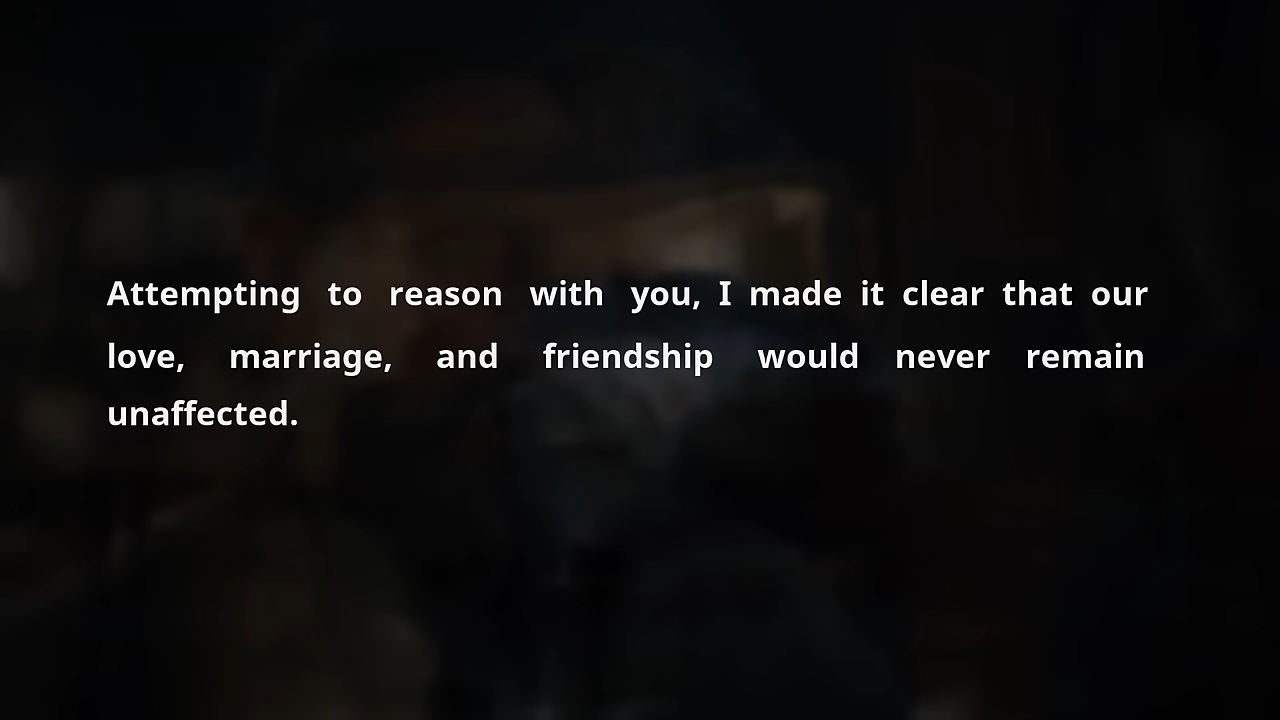 Attempting to reason with you, I made it clear that our
love, marriage, and friendship would never remain
unaffected.